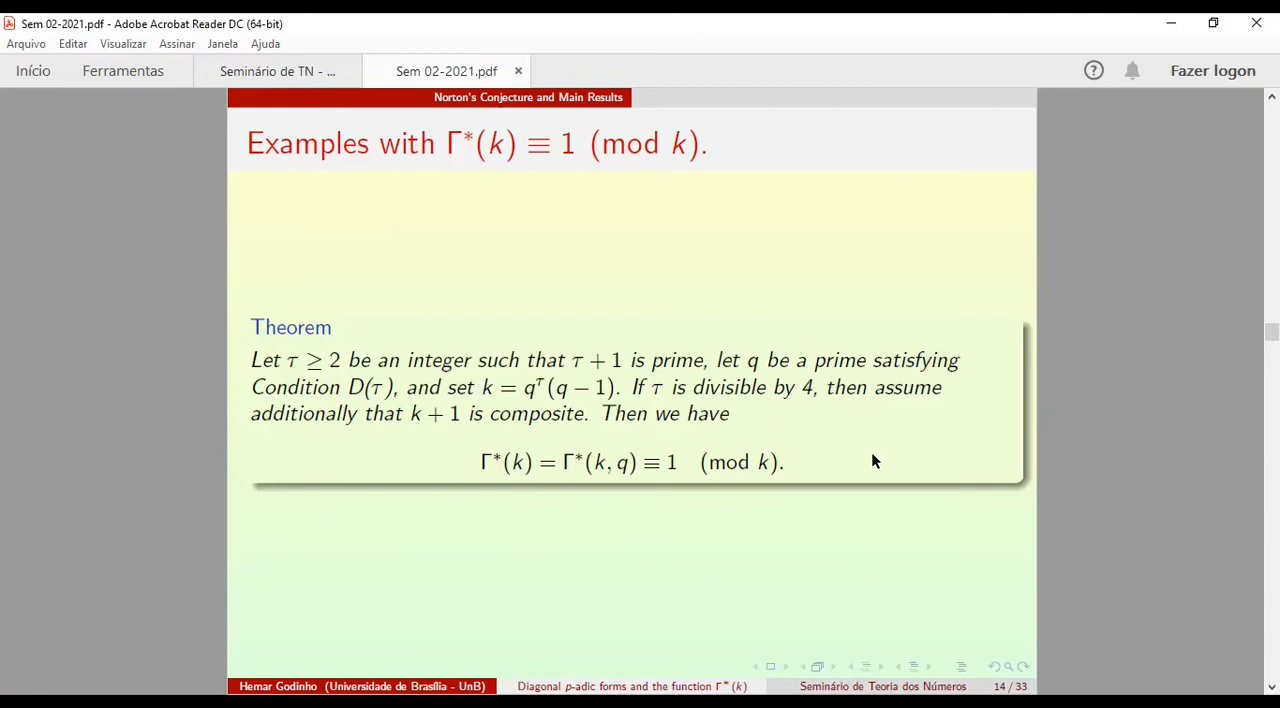 Sem 02-2021.pdf - Adobe Acrobat Reader DC (64-bit)
Arquivo Editar Visualizar Assinar Janela Ajuda
Início Ferramentas Seminário de TN - ... Sem 02-2021.pdf × Fazer logon
Norton's Conjecture and Main Results
Examples with Γ*(k) ≡ 1 (mod k).
Theorem
Let τ ≥ 2 be an integer such that τ + 1 is prime, let q be a prime satisfying
Condition D(τ), and set k = q^τ(q − 1). If τ is divisible by 4, then assume
additionally that k + 1 is composite. Then we have
Γ*(k) = Γ*(k, q) ≡ 1 (mod k).
Hemar Godinho (Universidade de Brasília - UnB) Diagonal p-adic forms and the function Γ*(k) Seminário de Teoria dos Números 14 / 33